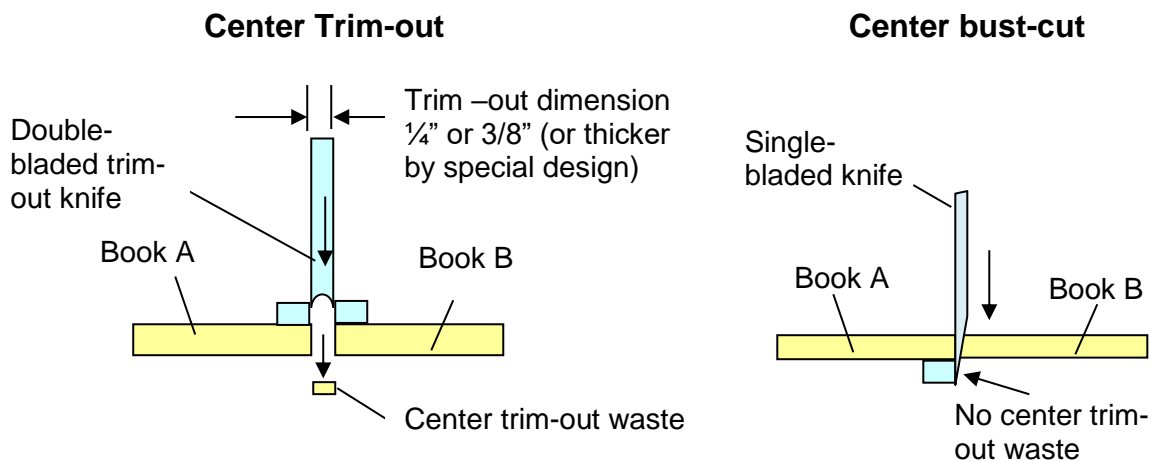 Center Trim-out
Center bust-cut
Double-
bladed trim-
out knife
Trim –out dimension
¼” or 3/8” (or thicker
by special design)
Book A
Book B
Center trim-out waste
Single-
bladed knife
Book A
Book B
No center trim-
out waste